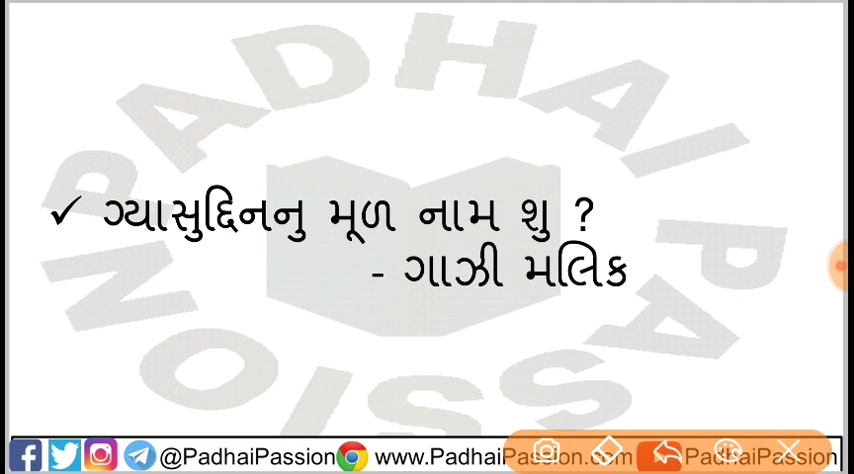 PADHAI PASSION
✓ ગ્યાસુદ્દિનનુ મૂળ નામ શુ ?
- ગાઝી મલિક
@PadhaiPassion www.PadhaiPassion.com /PadhaiPassion